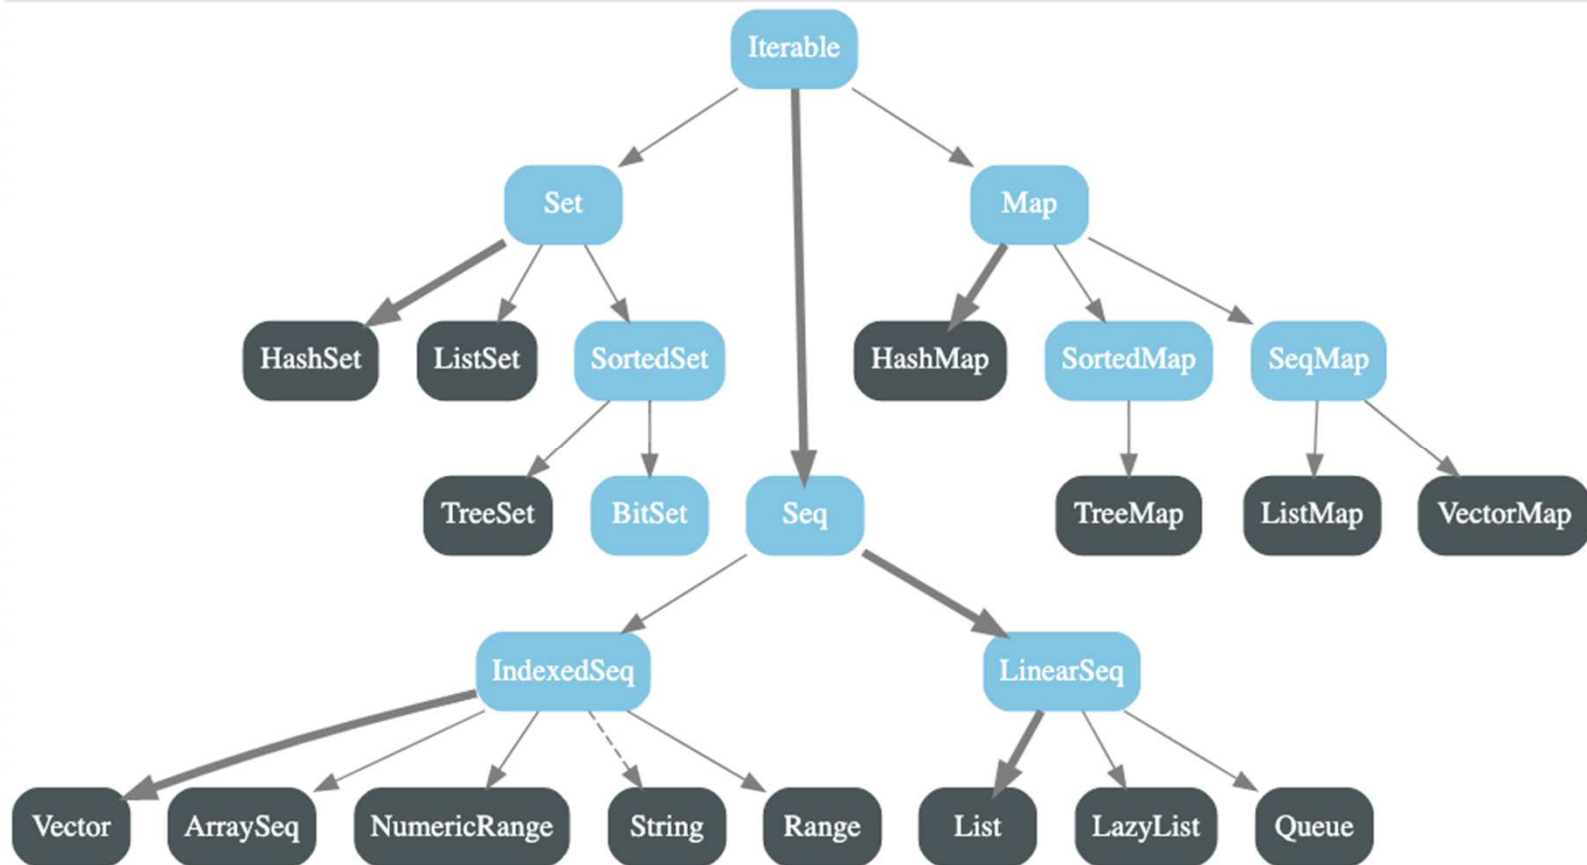 Iterable
Set
Map
HashSet
ListSet
SortedSet
HashMap
SortedMap
SeqMap
TreeSet
BitSet
Seq
TreeMap
ListMap
VectorMap
IndexedSeq
LinearSeq
Vector
ArraySeq
NumericRange
String
Range
List
LazyList
Queue